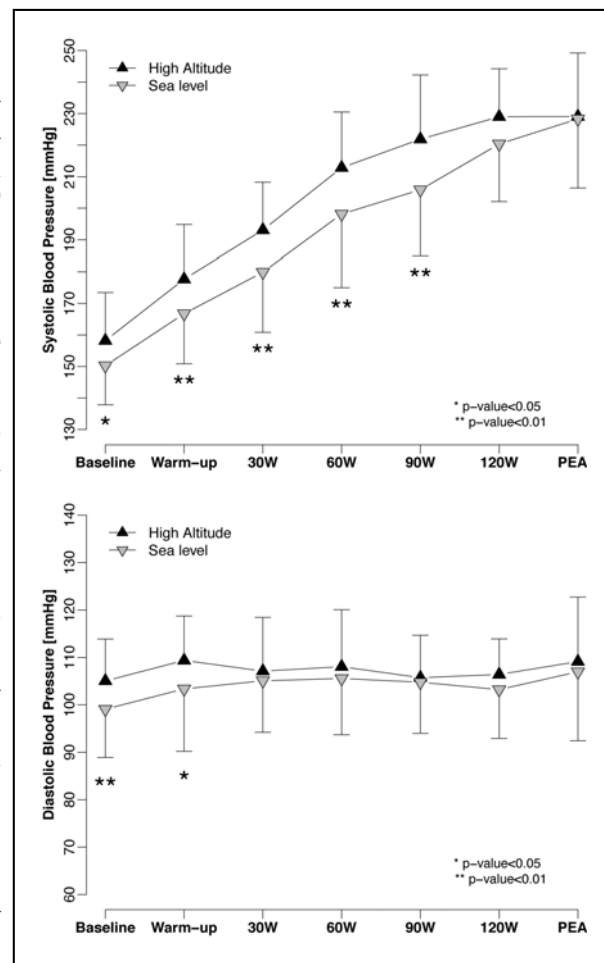 250
230
210
190
170
150
130
Systolic Blood Pressure [mmHg]
High Altitude
Sea level
*
**
**
**
**
* p-value<0.05
** p-value<0.01
Baseline Warm-up 30W 60W 90W 120W PEA
140
130
120
110
100
90
80
70
60
Diastolic Blood Pressure [mmHg]
High Altitude
Sea level
**
*
* p-value<0.05
** p-value<0.01
Baseline Warm-up 30W 60W 90W 120W PEA